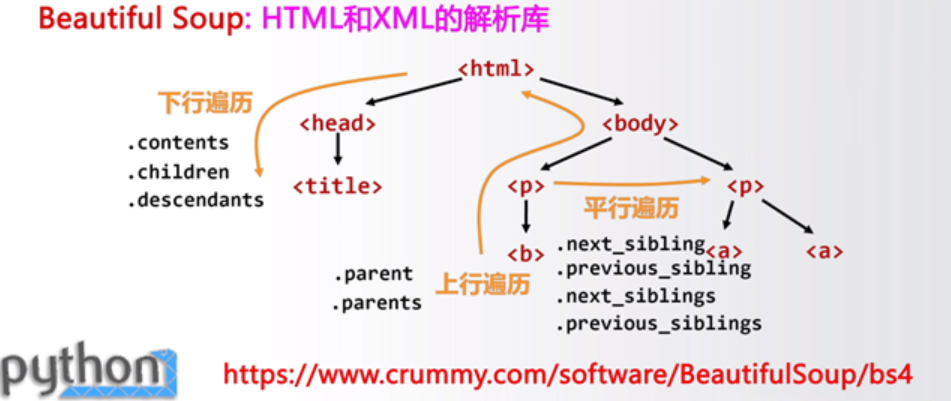 Beautiful Soup: HTML和XML的解析库
<html>
下行遍历
<head>
<body>
.contents
.children
.descendants
<title>
<p>
<p>
平行遍历
<b>
.next_sibling
<a>
<a>
.previous_sibling
.next_siblings
.previous_siblings
.parent
.parents
上行遍历
python
https://www.crummy.com/software/BeautifulSoup/bs4